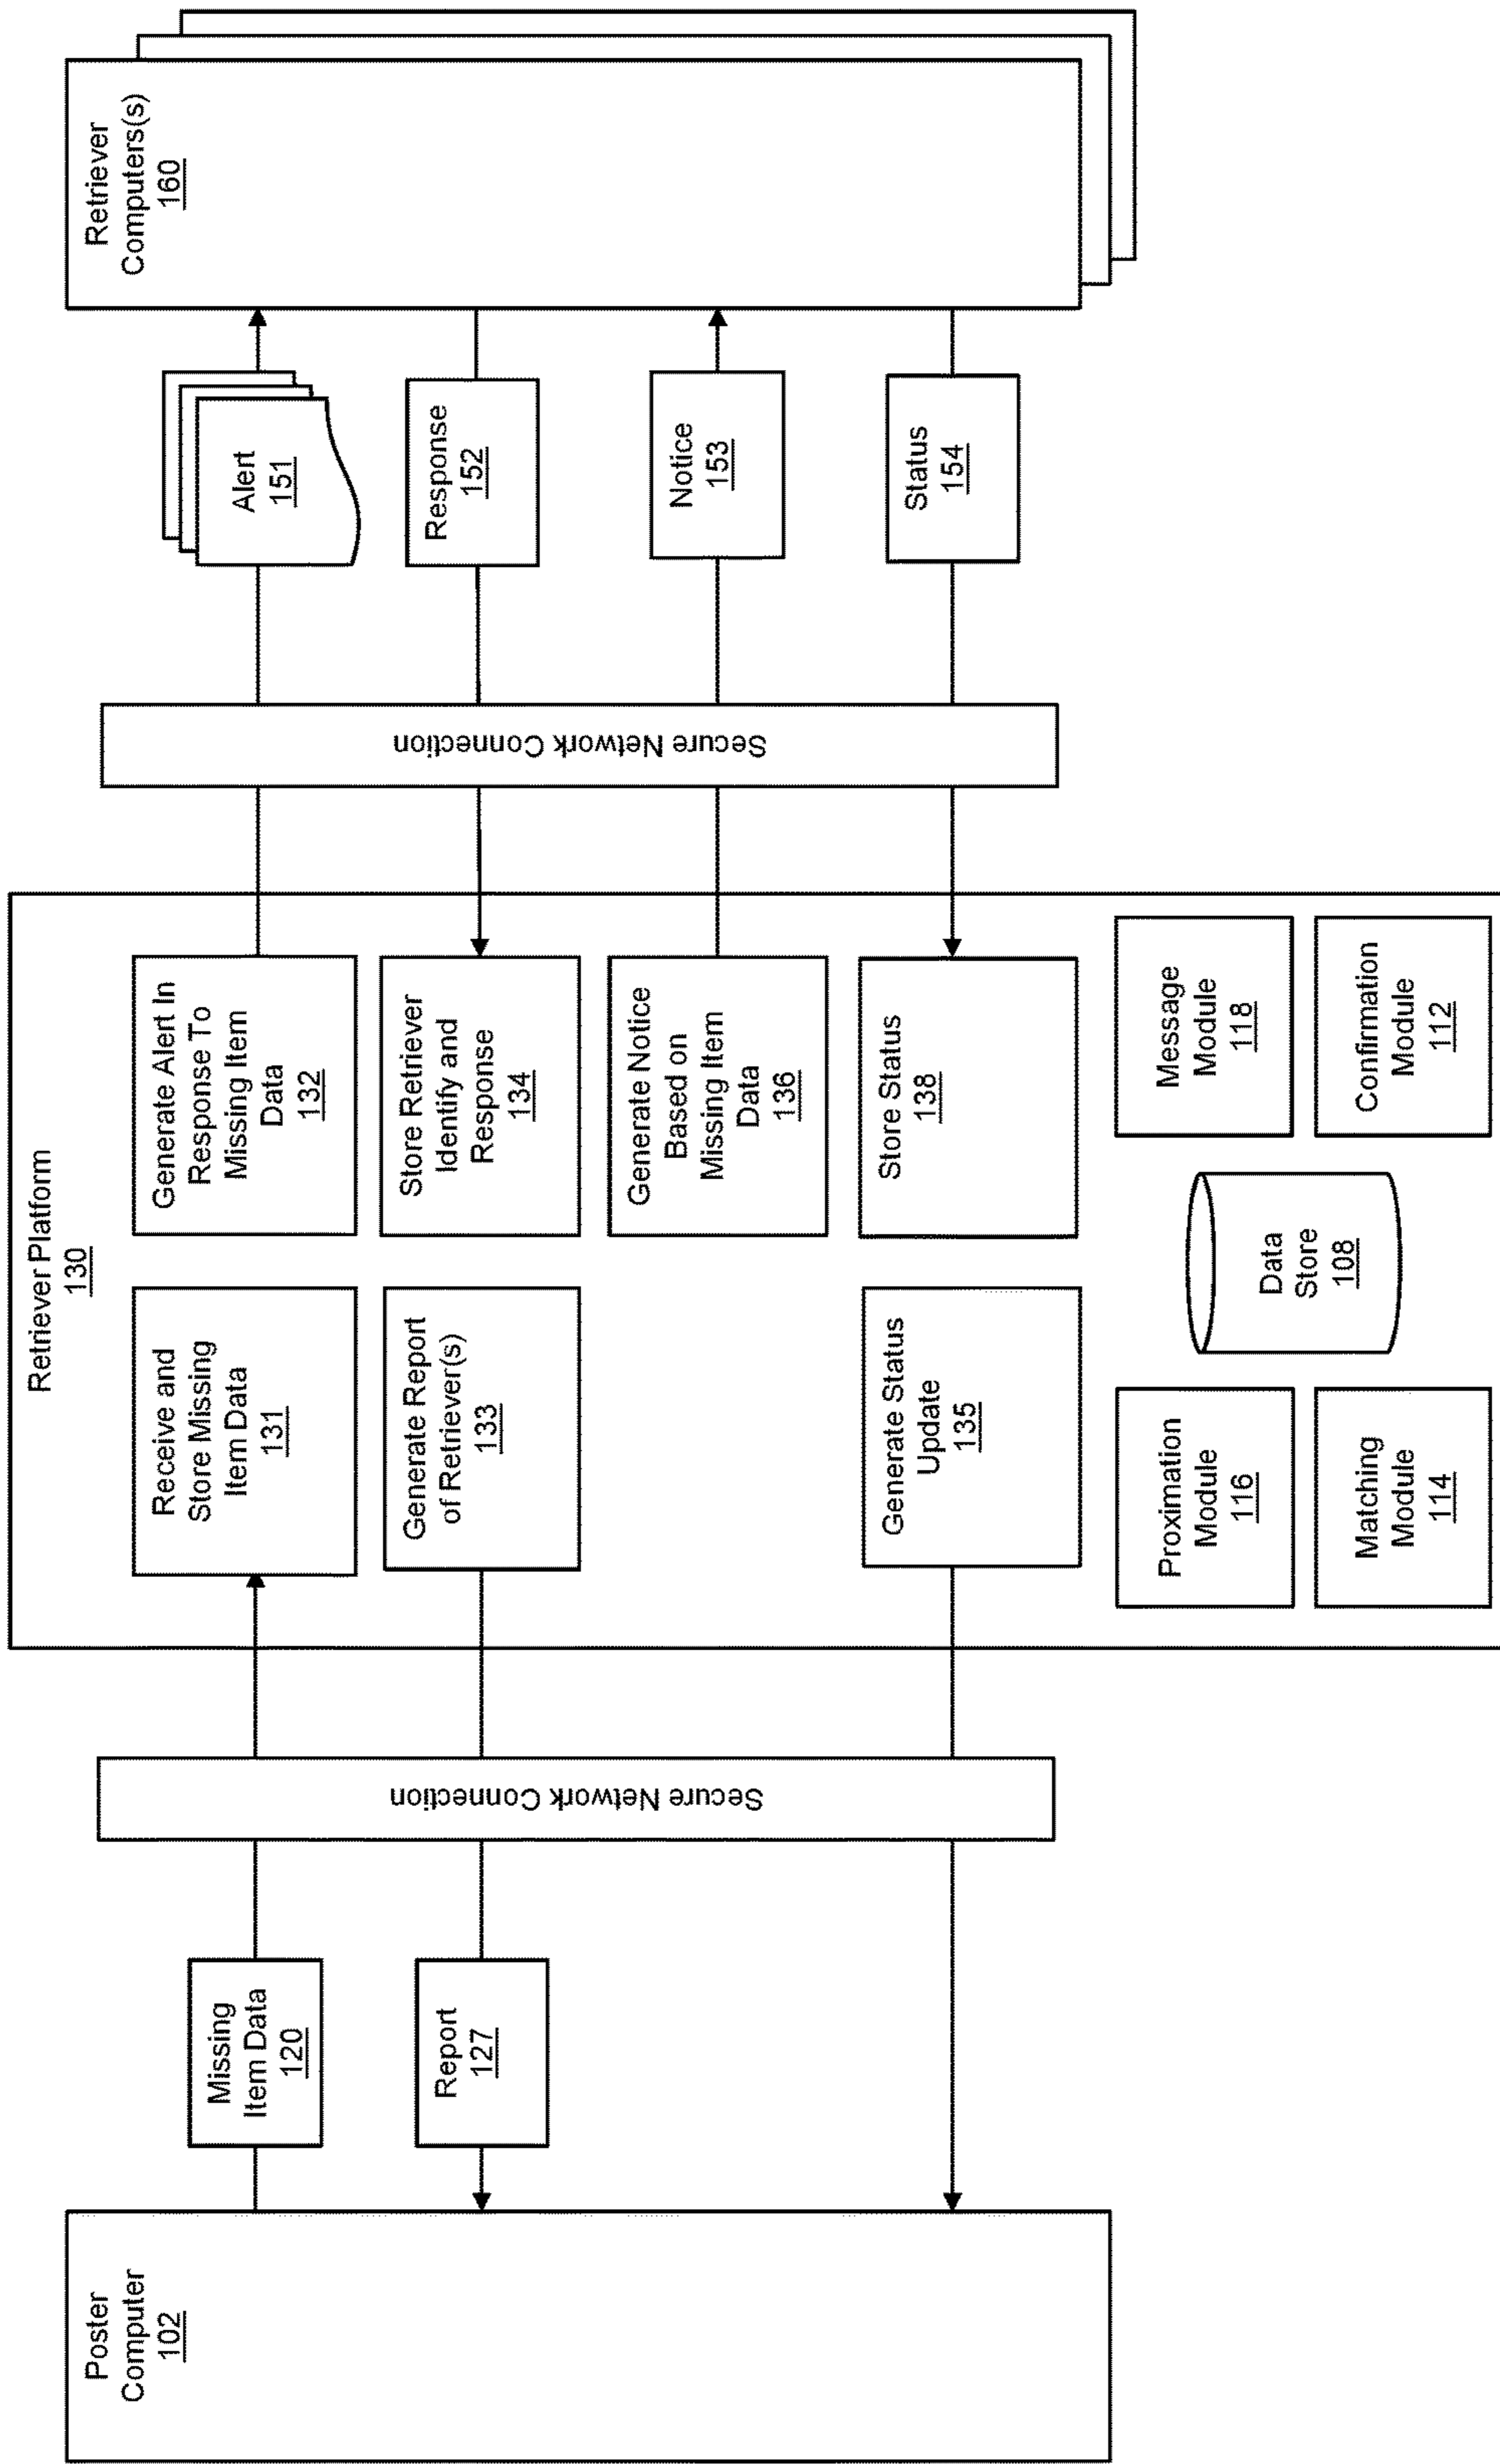 Poster
Computer
102
Missing
Item Data
120
Report
127
Secure Network Connection
Retriever Platform
130
Receive and
Store Missing
Item Data
131
Generate Alert In
Response To
Missing Item
Data
132
Generate Report
of Retriever(s)
133
Store Retriever
Identify and
Response
134
Generate Notice
Based on
Missing Item
Data
136
Generate Status
Update
135
Store Status
138
Proximation
Module
116
Matching
Module
114
Data
Store
108
Message
Module
118
Confirmation
Module
112
Secure Network Connection
Alert
151
Response
152
Notice
153
Status
154
Retriever
Computers(s)
160